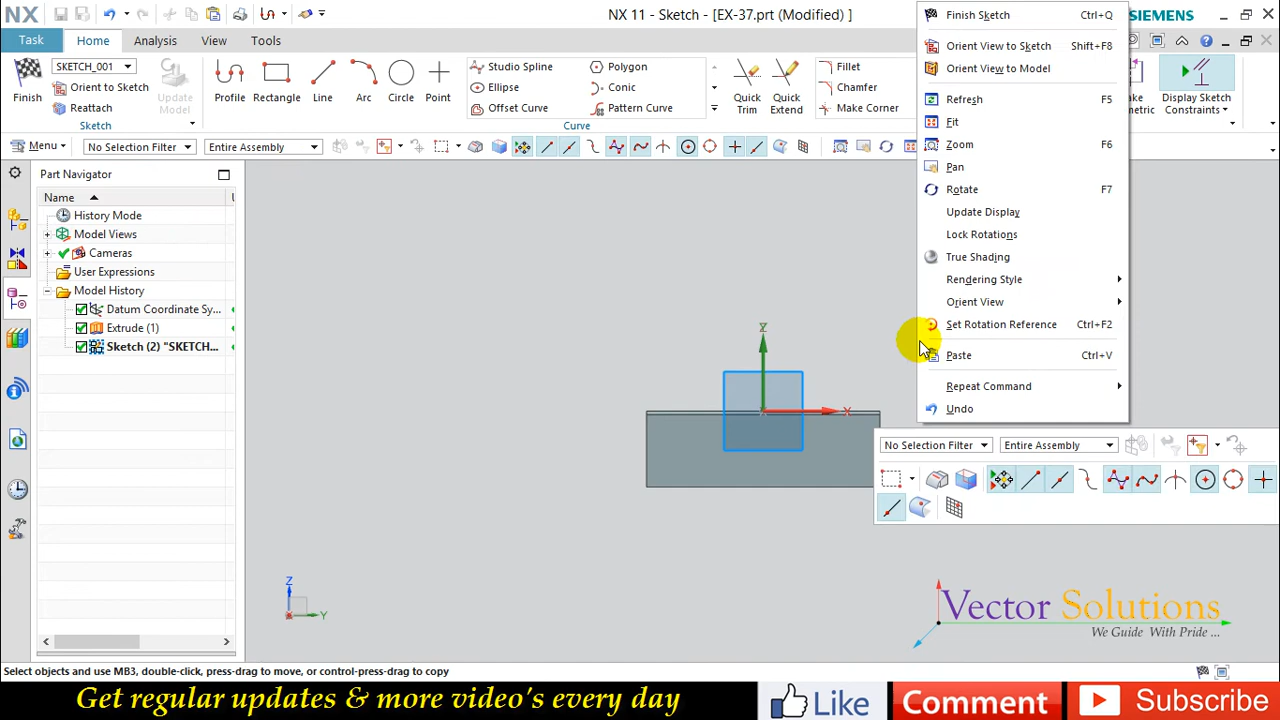 NX
NX 11 - Sketch - [EX-37.prt (Modified) ]
SIEMENS
Task
Home
Analysis
View
Tools
Finish
SKETCH_001
Orient to Sketch
Reattach
Update Model
Sketch
Profile
Rectangle
Line
Arc
Circle
Point
Studio Spline
Ellipse
Offset Curve
Polygon
Conic
Pattern Curve
Curve
Quick Trim
Quick Extend
Fillet
Chamfer
Make Corner
Display Sketch Constraints
Menu
No Selection Filter
Entire Assembly
Part Navigator
Name
History Mode
Model Views
Cameras
User Expressions
Model History
Datum Coordinate Sy...
Extrude (1)
Sketch (2) "SKETCH...
Finish Sketch Ctrl+Q
Orient View to Sketch Shift+F8
Orient View to Model
Refresh F5
Fit
Zoom F6
Pan
Rotate F7
Update Display
Lock Rotations
True Shading
Rendering Style
Orient View
Set Rotation Reference Ctrl+F2
Paste Ctrl+V
Repeat Command
Undo
No Selection Filter
Entire Assembly
X
Z
Y
Vector Solutions
We Guide With Pride ...
Select objects and use MB3, double-click, press-drag to move, or control-press-drag to copy
Get regular updates & more video's every day
Like
Comment
Subscribe